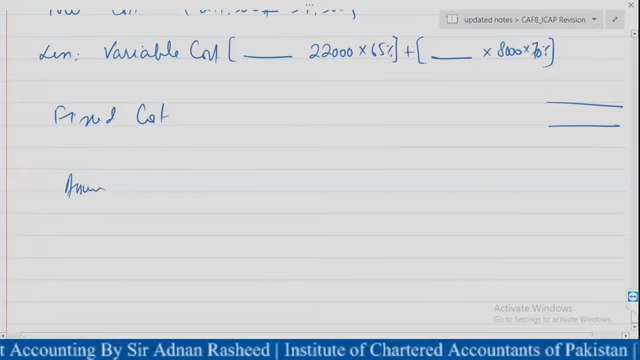 updated notes > CAF8_ICAP Revision
Less: Variable Cost [ ____ 22000 × 65%] + [ ____ × 8000 × 70%]
Fixed Cost
Activate Windows
Go to Settings to activate Windows.
t Accounting By Sir Adnan Rasheed | Institute of Chartered Accountants of Pakistan